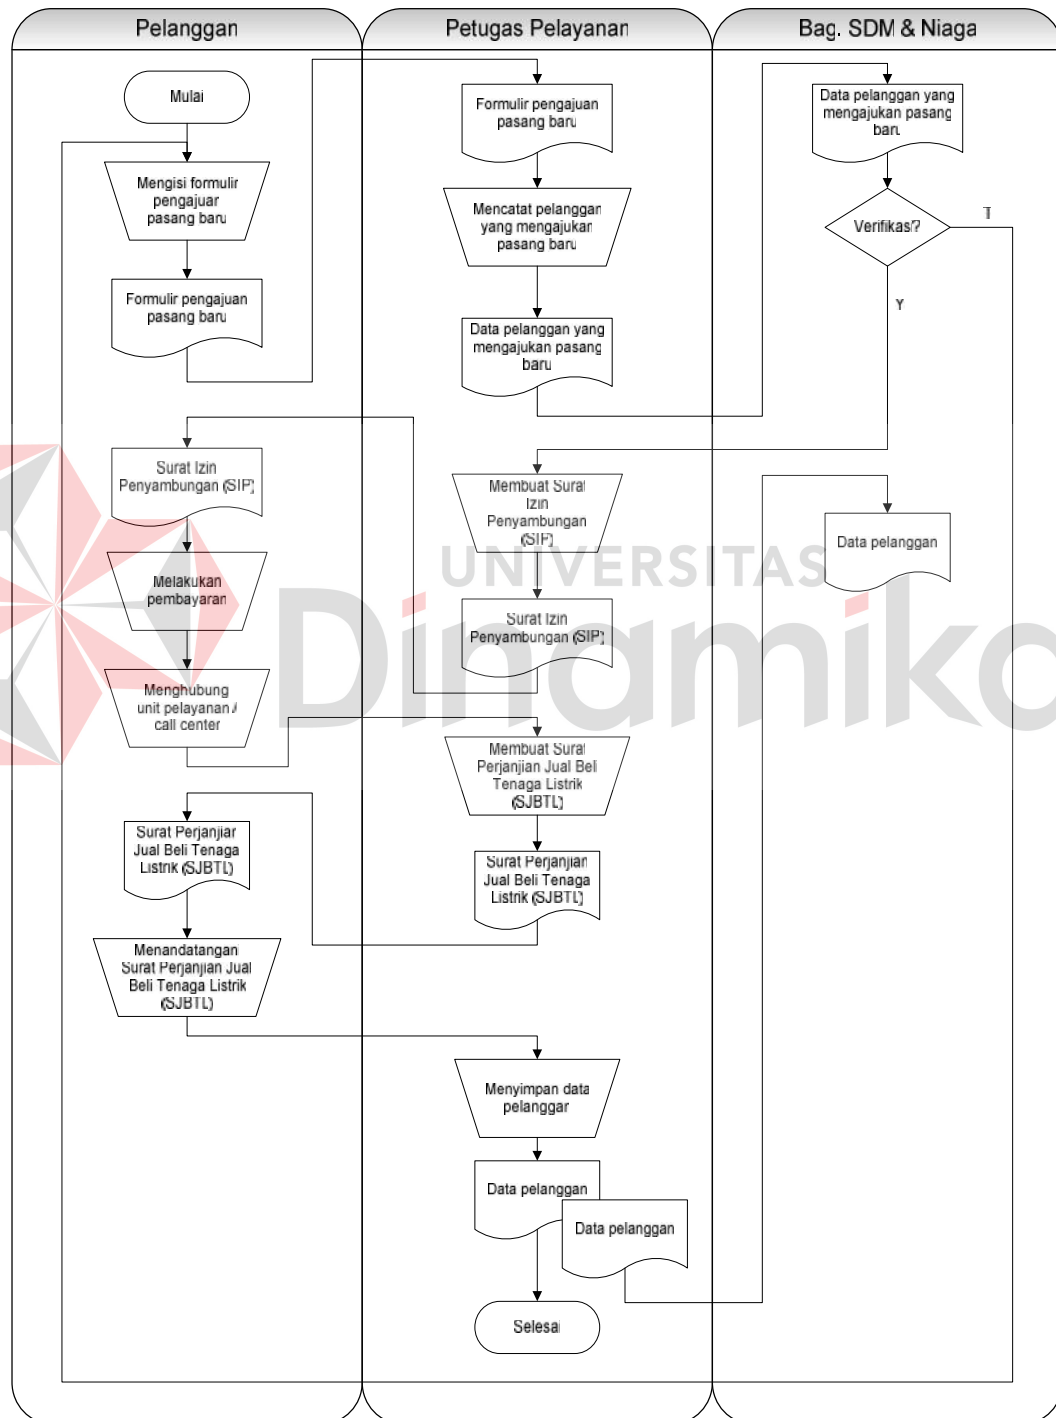 Pelanggan
Petugas Pelayanan
Bag. SDM & Niaga
Mulai
Mengisi formulir
pengajuar
pasang baru
Formulir pengajuan
pasang baru
Formulir pengajuan
pasang baru
Mencatat pelanggan
yang mengajukan
pasang baru
Data pelanggan yang
mengajukan pasang
baru
Data pelanggan yang
mengajukan pasang
baru
Verifikasi?
T
Y
Surat Izin
Penyambungan (SIP)
Melakukan
pembayaran
Menghubung
unit pelayanan /
call center
Membuat Surat
Izin
Penyambungan
(SIP)
Surat Izin
Penyambungan (SIP)
Data pelanggan
UNIVERSITAS
Dinamika
Membuat Surat
Perjanjian Jual Beli
Tenaga Listrik
(SJBTL)
Surat Perjanjian
Jual Beli Tenaga
Listrik (SJBTL)
Surat Perjanjiar
Jual Beli Tenaga
Listrik (SJBTL)
Menandatangan
Surat Perjanjian Jual
Beli Tenaga Listrik
(SJBTL)
Menyimpan data
pelanggar
Data pelanggan
Data pelanggan
Selesai